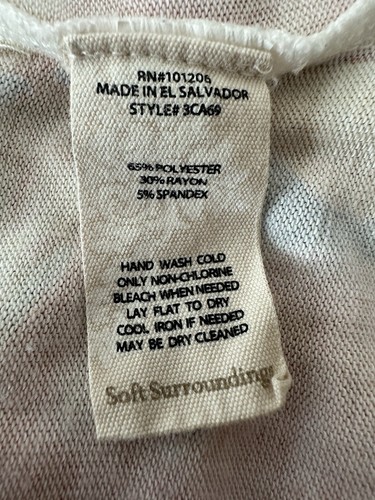 RN#101206
MADE IN EL SALVADOR
STYLE# 3CA69
65% POLYESTER
30% RAYON
5% SPANDEX
HAND WASH COLD
ONLY NON-CHLORINE
BLEACH WHEN NEEDED
LAY FLAT TO DRY
COOL IRON IF NEEDED
MAY BE DRY CLEANED
Soft Surroundings